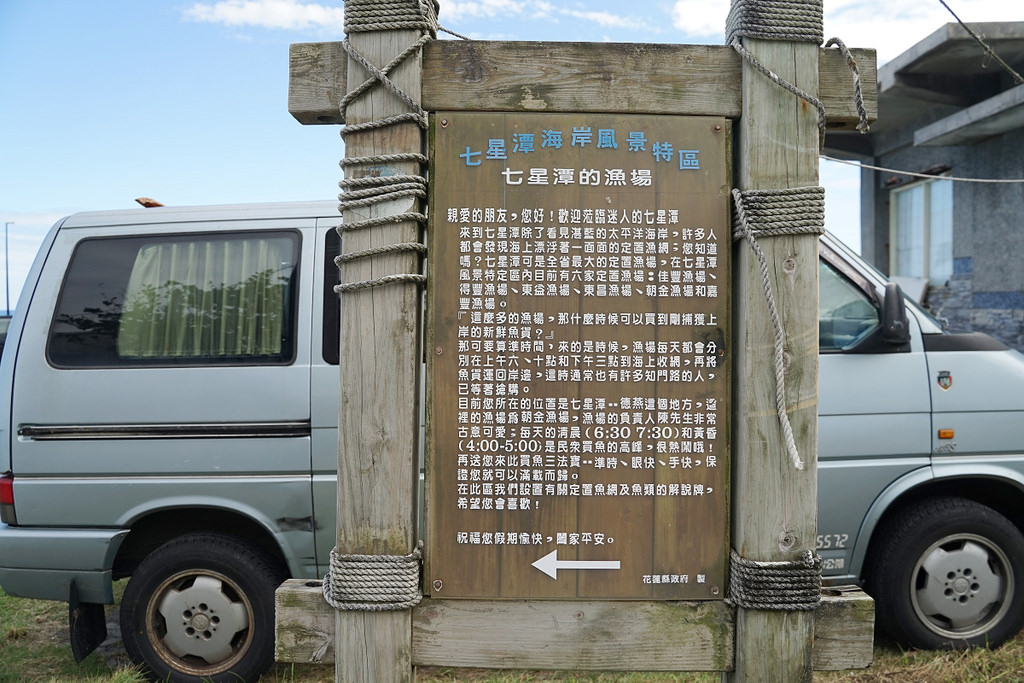 七星潭海岸風景特區
七星潭的漁場
親愛的朋友，您好！歡迎蒞臨迷人的七星潭
來到七星潭除了看見湛藍的太平洋海岸，許多人
都會發現海上漂浮著一面面的定置漁網；您知道
嗎？七星潭可是全省最大的定置漁場，在七星潭
風景特定區內目前有六家定置漁場：佳豐漁場、
得豐漁場、東益漁場、東昌漁場、朝金漁場和嘉
豐漁場。
『這麼多的漁場，那什麼時候可以買到剛捕獲上
岸的新鮮魚貨？』
那可要算準時間，來的是時候，漁場每天都會分
別在上午六、十點和下午三點到海上收網，再將
魚貨運回岸邊，這時通常也有許多知門路的人，
已等著搶購。
目前您所在的位置是七星潭--德燕這個地方，這
裡的漁場為朝金漁場，漁場的負責人陳先生非常
古意可愛；每天的清晨(6:30 7:30)和黃昏
(4:00-5:00)是民眾買魚的高峰，很熱鬧哦！
再送您來此買魚三法寶--準時、眼快、手快，保
證您就可以滿載而歸。
在此區我們設置有關定置魚網及魚類的解說牌，
希望您會喜歡！
祝福您假期愉快，闔家平安。
花蓮縣政府 製